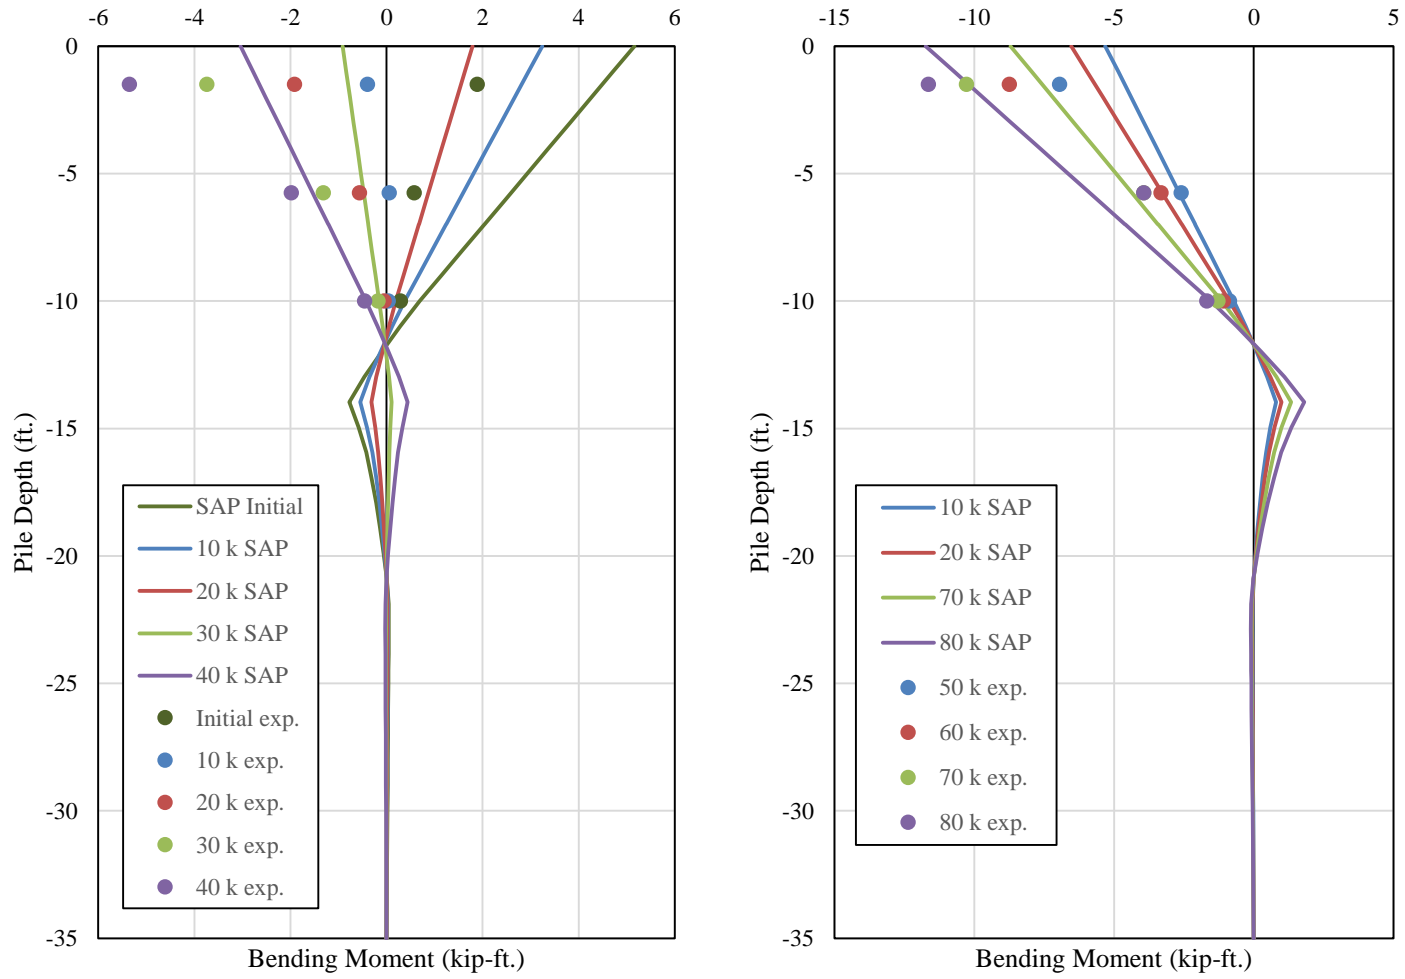 -6 -4 -2 0 2 4 6
0
-5
-10
-15
-20
-25
-30
-35
Pile Depth (ft.)
SAP Initial
10 k SAP
20 k SAP
30 k SAP
40 k SAP
Initial exp.
10 k exp.
20 k exp.
30 k exp.
40 k exp.
Bending Moment (kip-ft.)
-15 -10 -5 0 5
0
-5
-10
-15
-20
-25
-30
-35
Pile Depth (ft.)
10 k SAP
20 k SAP
70 k SAP
80 k SAP
50 k exp.
60 k exp.
70 k exp.
80 k exp.
Bending Moment (kip-ft.)